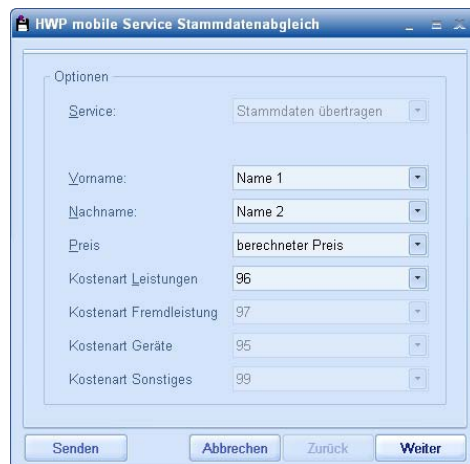 HWP mobile Service Stammdatenabgleich
Optionen
Service: Stammdaten übertragen
Vorname: Name 1
Nachname: Name 2
Preis berechneter Preis
Kostenart Leistungen 96
Kostenart Fremdleistung 97
Kostenart Geräte 95
Kostenart Sonstiges 99
Senden Abbrechen Zurück Weiter